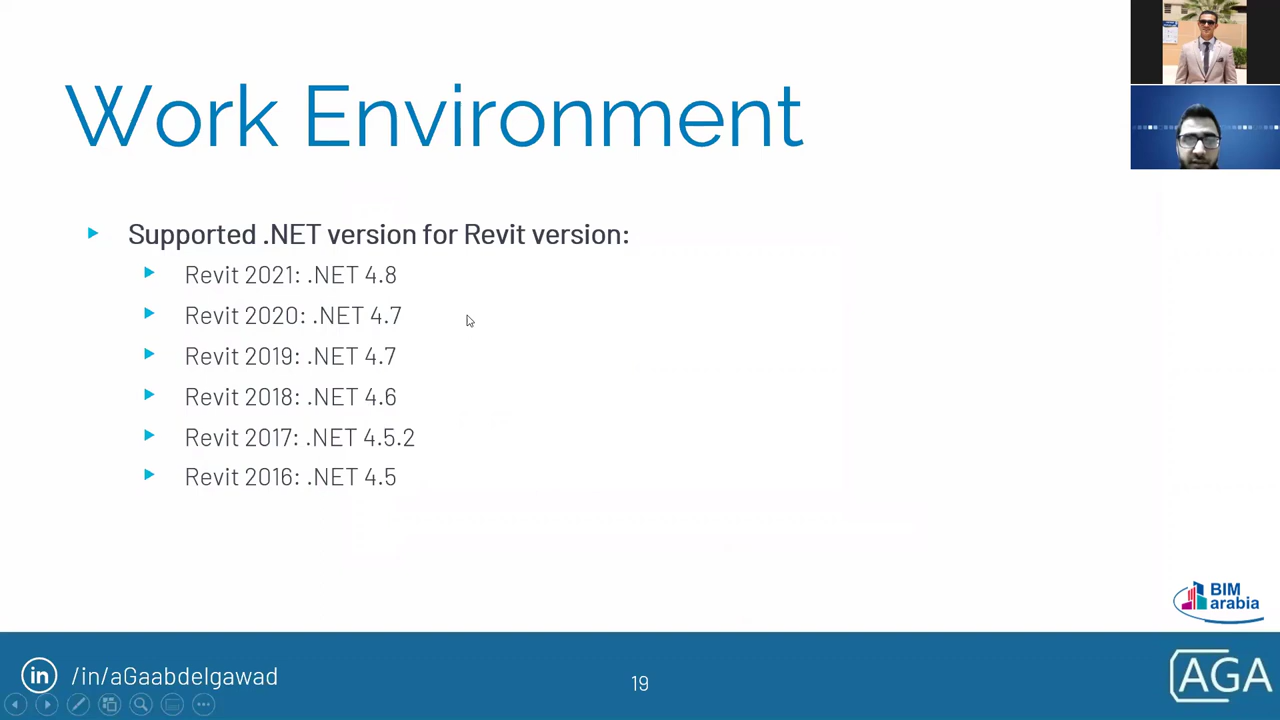 Work Environment
Supported .NET version for Revit version:
Revit 2021: .NET 4.8
Revit 2020: .NET 4.7
Revit 2019: .NET 4.7
Revit 2018: .NET 4.6
Revit 2017: .NET 4.5.2
Revit 2016: .NET 4.5
BIM
arabia
in /in/aGaabdelgawad
19
AGA